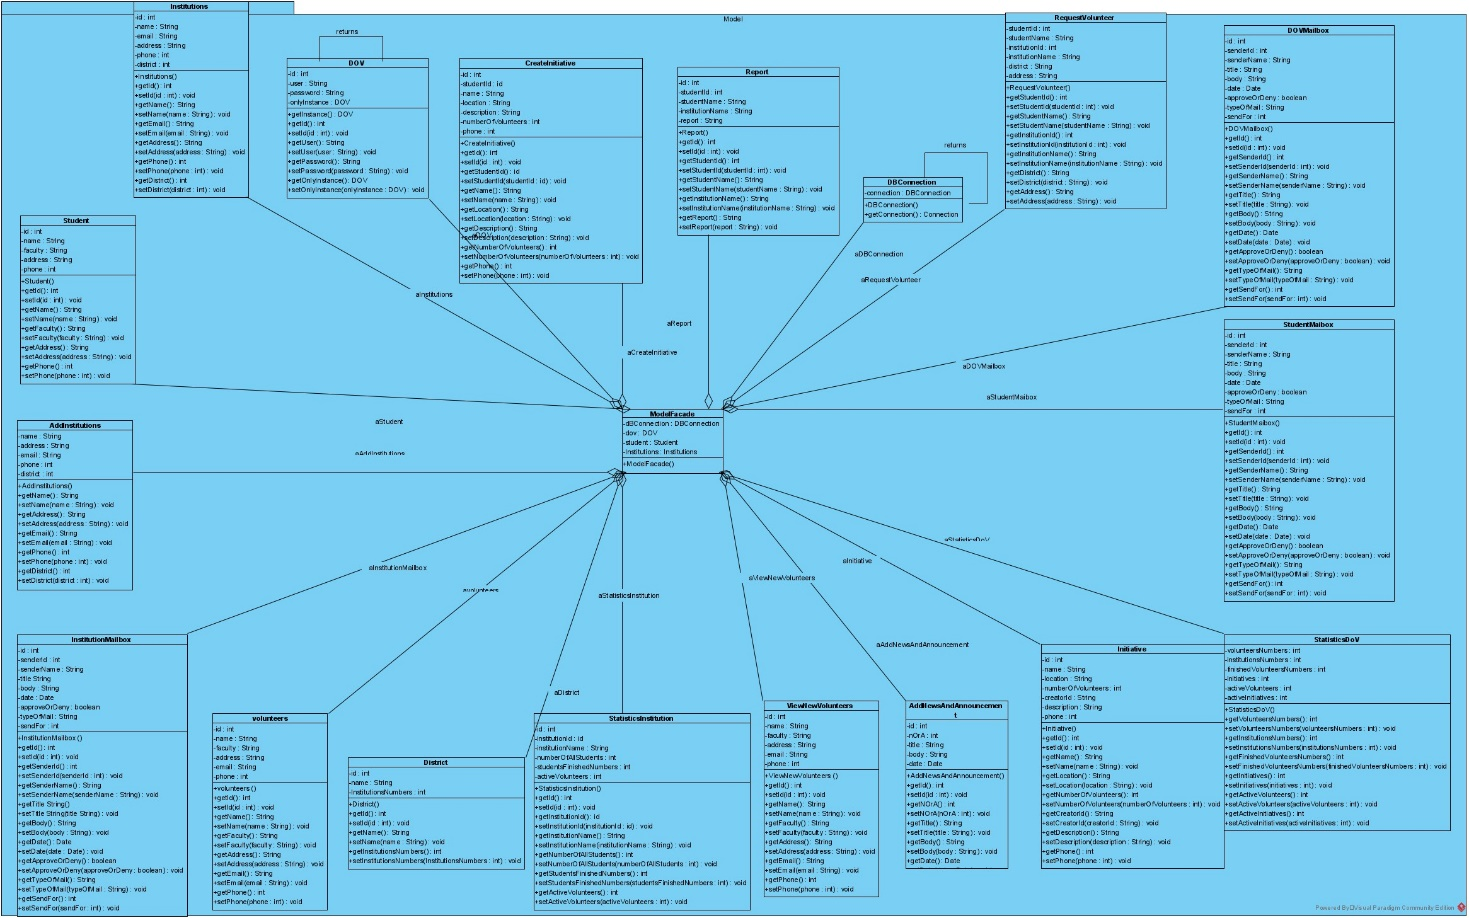 Model
Institutions
-id : int
-name : String
-email : String
-address : String
-phone : int
-district : int
+Institutions()
+getId() : int
+setId(id : int) : void
+getName() : String
+setName(name : String) : void
+getEmail() : String
+setEmail(email : String) : void
+getAddress() : String
+setAddress(address : String) : void
+getPhone() : int
+setPhone(phone : int) : void
+getDistrict() : int
+setDistrict(district : int) : void
returns
DOV
-id : int
-user : String
-password : String
-onlyInstance : DOV
+getInstance() : DOV
+getId() : int
+setId(id : int) : void
+getUser() : String
+setUser(user : String) : void
+getPassword() : String
+setPassword(password : String) : void
+getOnlyInstance() : DOV
+setOnlyInstance(onlyInstance : DOV) : void
CreateInitiative
-id : int
-studentId : id
-name : String
-location : String
-description : String
-numberOfVolunteers : int
-phone : int
+CreateInitiative()
+getId() : int
+setId(id : int) : void
+getStudentId() : id
+setStudentId(studentId : id) : void
+getName() : String
+setName(name : String) : void
+getLocation() : String
+setLocation(location : String) : void
+getDescription() : String
+setDescription(description : String) : void
+getNumberOfVolunteers() : int
+setNumberOfVolunteers(numberOfVolunteers : int) : void
+getPhone() : int
+setPhone(phone : int) : void
Report
-id : int
-studentId : int
-studentName : String
-institutionName : String
-report : String
+Report()
+getId() : int
+setId(id : int) : void
+getStudentId() : int
+setStudentId(studentId : int) : void
+getStudentName() : String
+setStudentName(studentName : String) : void
+getInstitutionName() : String
+setInstitutionName(institutionName : String) : void
+getReport() : String
+setReport(report : String) : void
returns
DBConnection
-connection : DBConnection
+DBConnection()
+getConnection() : Connection
RequestVolunteer
-studentId : int
-studentName : String
-institutionId : int
-institutionName : String
-district : String
-address : String
+RequestVolunteer()
+getStudentId() : int
+setStudentId(studentId : int) : void
+getStudentName() : String
+setStudentName(studentName : String) : void
+getInstitutionId() : int
+setInstitutionId(institutionId : int) : void
+getInstitutionName() : String
+setInstitutionName(institutionName : String) : void
+getDistrict() : String
+setDistrict(district : String) : void
+getAddress() : String
+setAddress(address : String) : void
DOVMailbox
-id : int
-senderId : int
-senderName : String
-title : String
-body : String
-date : Date
-approveOrDeny : boolean
-typeOfMail : String
-sendFor : int
+DOVMailbox()
+getId() : int
+setId(id : int) : void
+getSenderId() : int
+setSenderId(senderId : int) : void
+getSenderName() : String
+setSenderName(senderName : String) : void
+getTitle() : String
+setTitle(title : String) : void
+getBody() : String
+setBody(body : String) : void
+getDate() : Date
+setDate(date : Date) : void
+getApproveOrDeny() : boolean
+setApproveOrDeny(approveOrDeny : boolean) : void
+getTypeOfMail() : String
+setTypeOfMail(typeOfMail : String) : void
+getSendFor() : int
+setSendFor(sendFor : int) : void
Student
-id : int
-name : String
-faculty : String
-address : String
-phone : int
+Student()
+getId() : int
+setId(id : int) : void
+getName() : String
+setName(name : String) : void
+getFaculty() : String
+setFaculty(faculty : String) : void
+getAddress() : String
+setAddress(address : String) : void
+getPhone() : int
+setPhone(phone : int) : void
StudentMaibox
-id : int
-senderId : int
-senderName : String
-title : String
-body : String
-date : Date
-approveOrDeny : boolean
-typeOfMail : String
-sendFor : int
+StudentMaibox()
+getId() : int
+setId(id : int) : void
+getSenderId() : int
+setSenderId(senderId : int) : void
+getSenderName() : String
+setSenderName(senderName : String) : void
+getTitle() : String
+setTitle(title : String) : void
+getBody() : String
+setBody(body : String) : void
+getDate() : Date
+setDate(date : Date) : void
+getApproveOrDeny() : boolean
+setApproveOrDeny(approveOrDeny : boolean) : void
+getTypeOfMail() : String
+setTypeOfMail(typeOfMail : String) : void
+getSendFor() : int
+setSendFor(sendFor : int) : void
aInstitutions
aCreateInitiative
aReport
aDBConnection
aRequestVolunteer
aDOVMailbox
aStudentMaibox
aStudent
aAddInstitutions
ModelFacade
-dBConnection : DBConnection
-dov : DOV
-student : Student
-Institutions : Institutions
+ModelFacade()
AddInstitutions
-name : String
-address : String
-email : String
-phone : int
-district : int
+AddInstitutions()
+getName() : String
+setName(name : String) : void
+getAddress() : String
+setAddress(address : String) : void
+getEmail() : String
+setEmail(email : String) : void
+getPhone() : int
+setPhone(phone : int) : void
+getDistrict() : int
+setDistrict(district : int) : void
aInstitutionMailbox
avolunteers
aStatisticsInstitution
aDistrict
aViewNewVolunteers
aInitiative
aStatisticsDoV
aAddNewsAndAnnouncement
InstitutionMailbox
-id : int
-senderId : int
-senderName : String
-title String
-body : String
-date : Date
-approveOrDeny : boolean
-typeOfMail : String
-sendFor : int
+InstitutionMailbox ()
+getId() : int
+setId(id : int) : void
+getSenderId() : int
+setSenderId(senderId : int) : void
+getSenderName() : String
+setSenderName(senderName : String) : void
+getTitle String()
+setTitle String(title String) : void
+getBody() : String
+setBody(body : String) : void
+getDate() : Date
+setDate(date : Date) : void
+getApproveOrDeny() : boolean
+setApproveOrDeny(approveOrDeny : boolean) : void
+getTypeOfMail() : String
+setTypeOfMail(typeOfMail : String) : void
+getSendFor() : int
+setSendFor(sendFor : int) : void
volunteers
-id : int
-name : String
-faculty : String
-address : String
-email : String
-phone : int
+volunteers()
+getId() : int
+setId(id : int) : void
+getName() : String
+setName(name : String) : void
+getFaculty() : String
+setFaculty(faculty : String) : void
+getAddress() : String
+setAddress(address : String) : void
+getEmail() : String
+setEmail(email : String) : void
+getPhone() : int
+setPhone(phone : int) : void
District
-id : int
-name : String
-InstitutionsNumbers : int
+District()
+getId() : int
+setId(id : int) : void
+getName() : String
+setName(name : String) : void
+getInstitutionsNumbers() : int
+setInstitutionsNumbers(InstitutionsNumbers : int) : void
StatisticsInstitution
-id : int
-institutionId : id
-institutionName : String
-numberOfAllStudents : int
-studentsFinishedNumbers : int
-activeVolunteers : int
+StatisticsInstitution()
+getId() : int
+setId(id : int) : void
+getInstitutionId() : id
+setInstitutionId(institutionId : id) : void
+getInstitutionName() : String
+setInstitutionName(institutionName : String) : void
+getNumberOfAllStudents() : int
+setNumberOfAllStudents(numberOfAllStudents : int) : void
+getStudentsFinishedNumbers() : int
+setStudentsFinishedNumbers(studentsFinishedNumbers : int) : void
+getActiveVolunteers() : int
+setActiveVolunteers(activeVolunteers : int) : void
ViewNewVolunteers
-id : int
-name : String
-faculty : String
-address : String
-email : String
-phone : int
+ViewNewVolunteers ()
+getId() : int
+setId(id : int) : void
+getName() : String
+setName(name : String) : void
+getFaculty() : String
+setFaculty(faculty : String) : void
+getAddress() : String
+setAddress(address : String) : void
+getEmail() : String
+setEmail(email : String) : void
+getPhone() : int
+setPhone(phone : int) : void
AddNewsAndAnnouncemen
t
-id : int
-nOrA : int
-title : String
-body : String
-date : Date
+AddNewsAndAnnouncement()
+getId() : int
+setId(id : int) : void
+getNOrA() : int
+setNOrA(nOrA : int) : void
+getTitle() : String
+setTitle(title : String) : void
+getBody() : String
+setBody(body : String) : void
+getDate() : Date
Initiative
-id : int
-name : String
-location : String
-numberOfVolunteers : int
-creatorId : String
-description : String
-phone : int
+Initiative()
+getId() : int
+setId(id : int) : void
+getName() : String
+setName(name : String) : void
+getLocation() : String
+setLocation(location : String) : void
+getNumberOfVolunteers() : int
+setNumberOfVolunteers(numberOfVolunteers : int) : void
+getCreatorId() : String
+setCreatorId(creatorId : String) : void
+getDescription() : String
+setDescription(description : String) : void
+getPhone() : int
+setPhone(phone : int) : void
StatisticsDoV
-volunteersNumbers : int
-institutionsNumbers : int
-finishedVolunteersNumbers : int
-initiatives : int
-activeVolunteers : int
-activeInitiatives : int
+StatisticsDoV()
+getVolunteersNumbers() : int
+setVolunteersNumbers(volunteersNumbers : int) : void
+getInstitutionsNumbers() : int
+setInstitutionsNumbers(institutionsNumbers : int) : void
+getFinishedVolunteersNumbers() : int
+setFinishedVolunteersNumbers(finishedVolunteersNumbers : int) : void
+getInitiatives() : int
+setInitiatives(initiatives : int) : void
+getActiveVolunteers() : int
+setActiveVolunteers(activeVolunteers : int) : void
+getActiveInitiatives() : int
+setActiveInitiatives(activeInitiatives : int) : void
Powered By Visual Paradigm Community Edition